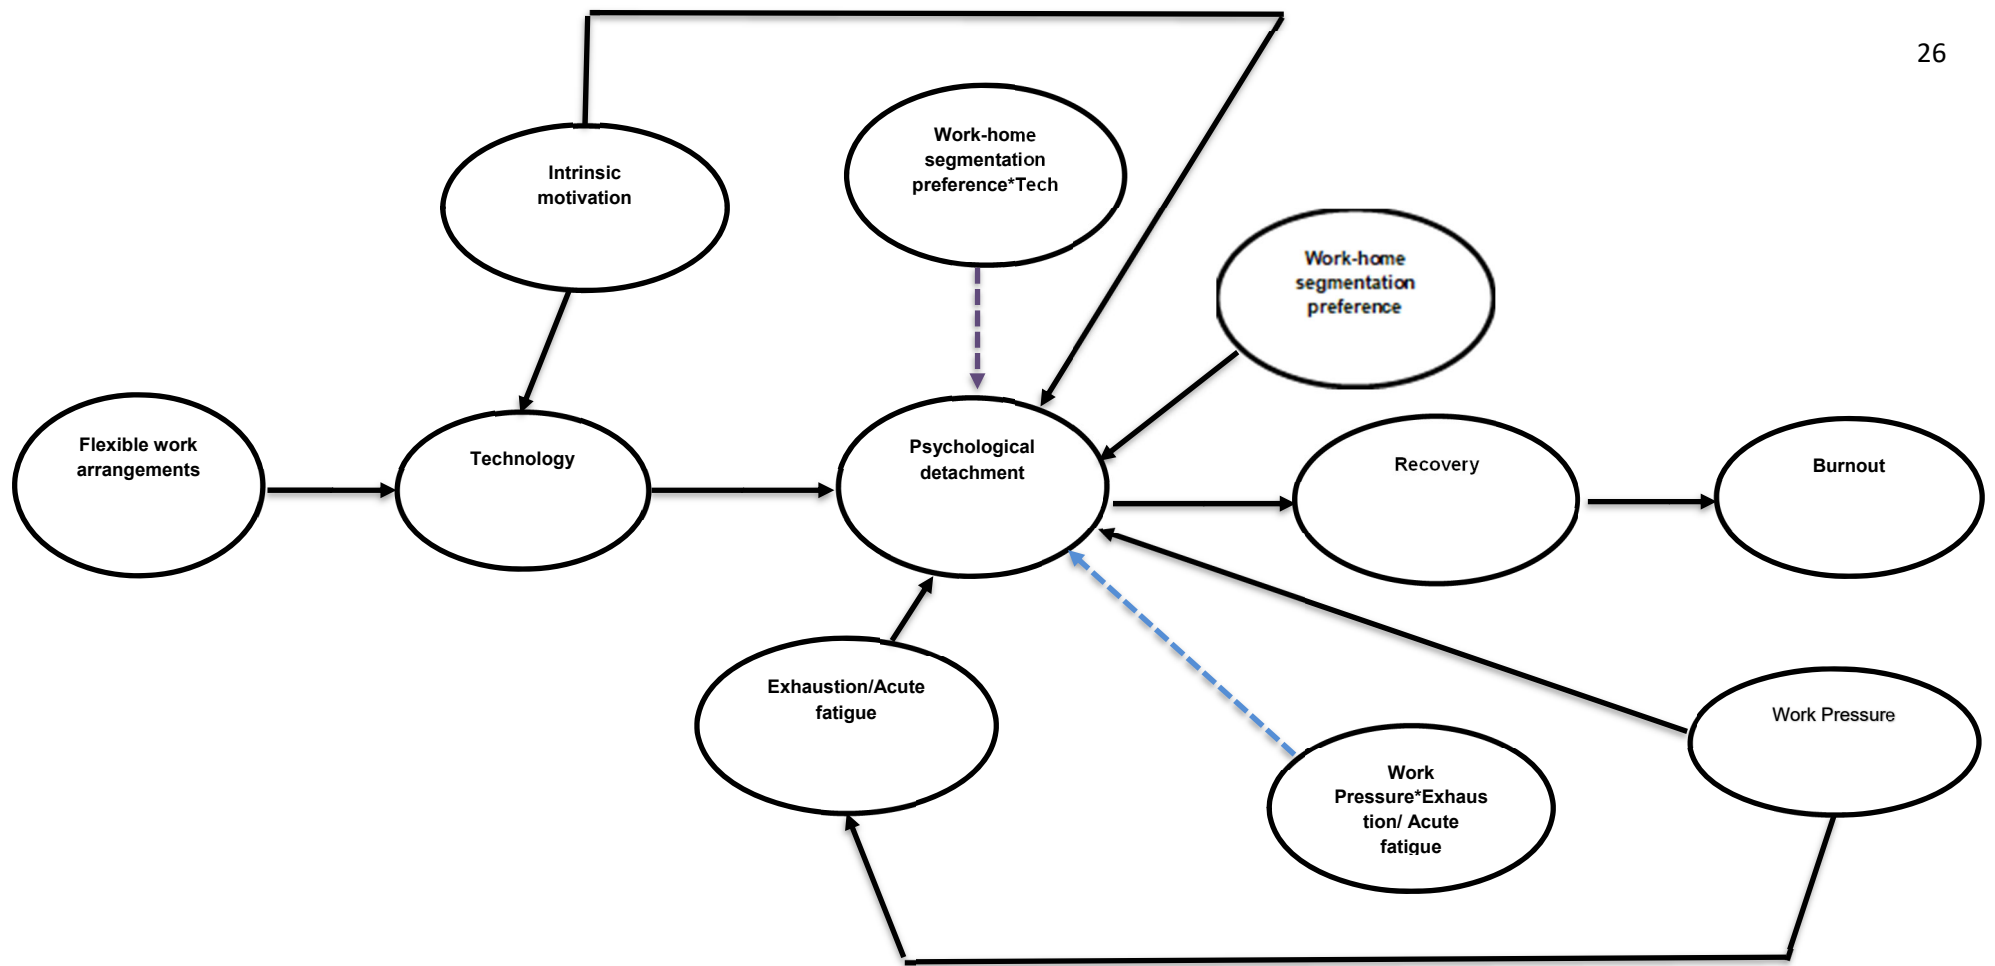 26
Work-home
segmentation
preference*Tech
Intrinsic
motivation
Work-home
segmentation
preference
Flexible work
arrangements
Technology
Psychological
detachment
Recovery
Burnout
Exhaustion/Acute
fatigue
Work Pressure
Work
Pressure*Exhaus
tion/ Acute
fatigue